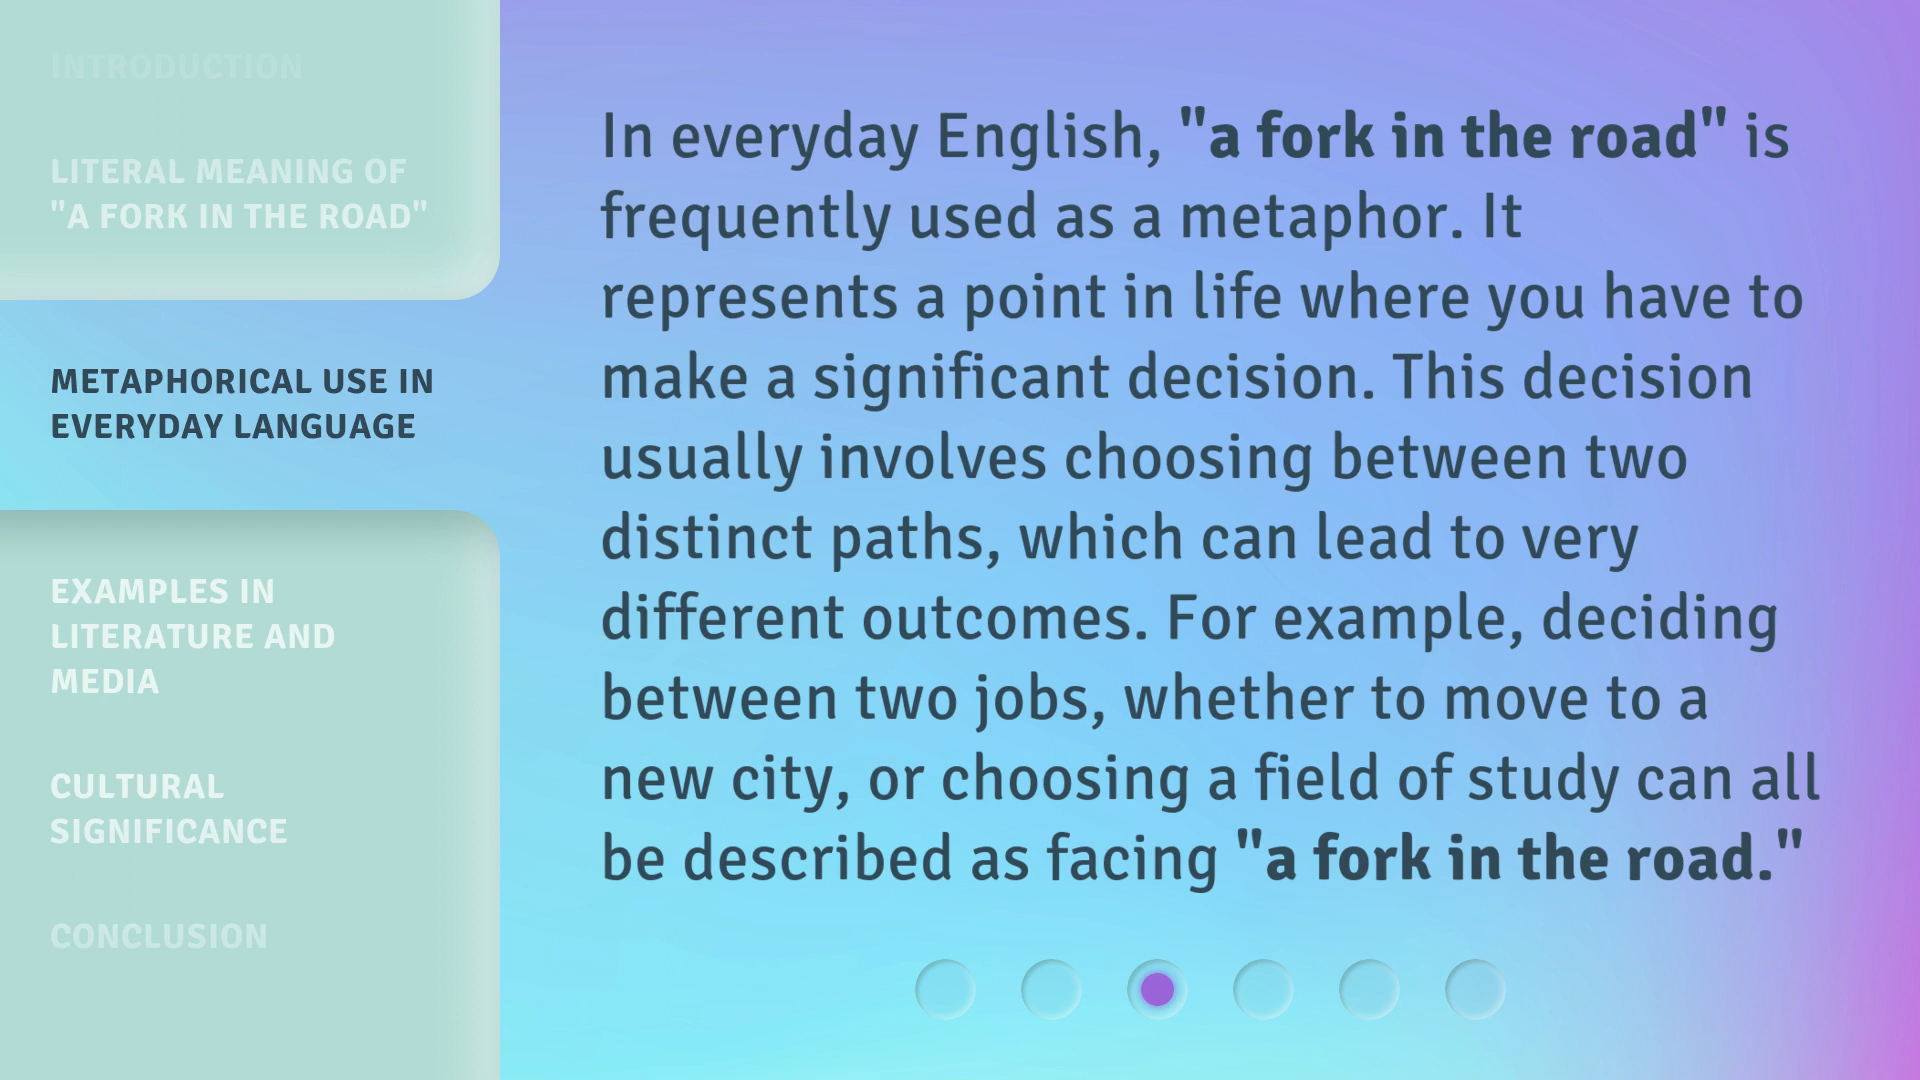 INTRODUCTION
LITERAL MEANING OF
"A FORK IN THE ROAD"
METAPHORICAL USE IN
EVERYDAY LANGUAGE
EXAMPLES IN
LITERATURE AND
MEDIA
CULTURAL
SIGNIFICANCE
CONCLUSION
In everyday English, "a fork in the road" is
frequently used as a metaphor. It
represents a point in life where you have to
make a significant decision. This decision
usually involves choosing between two
distinct paths, which can lead to very
different outcomes. For example, deciding
between two jobs, whether to move to a
new city, or choosing a field of study can all
be described as facing "a fork in the road."